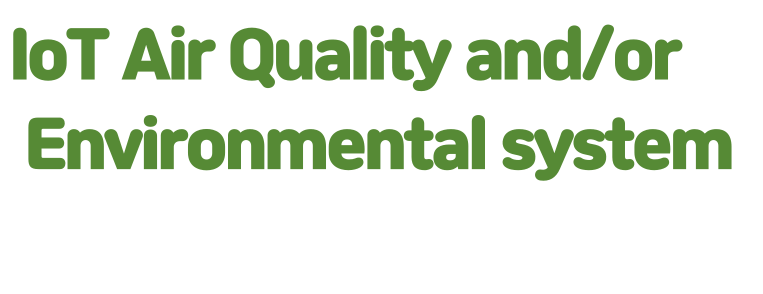 IoT Air Quality and/or
Environmental system